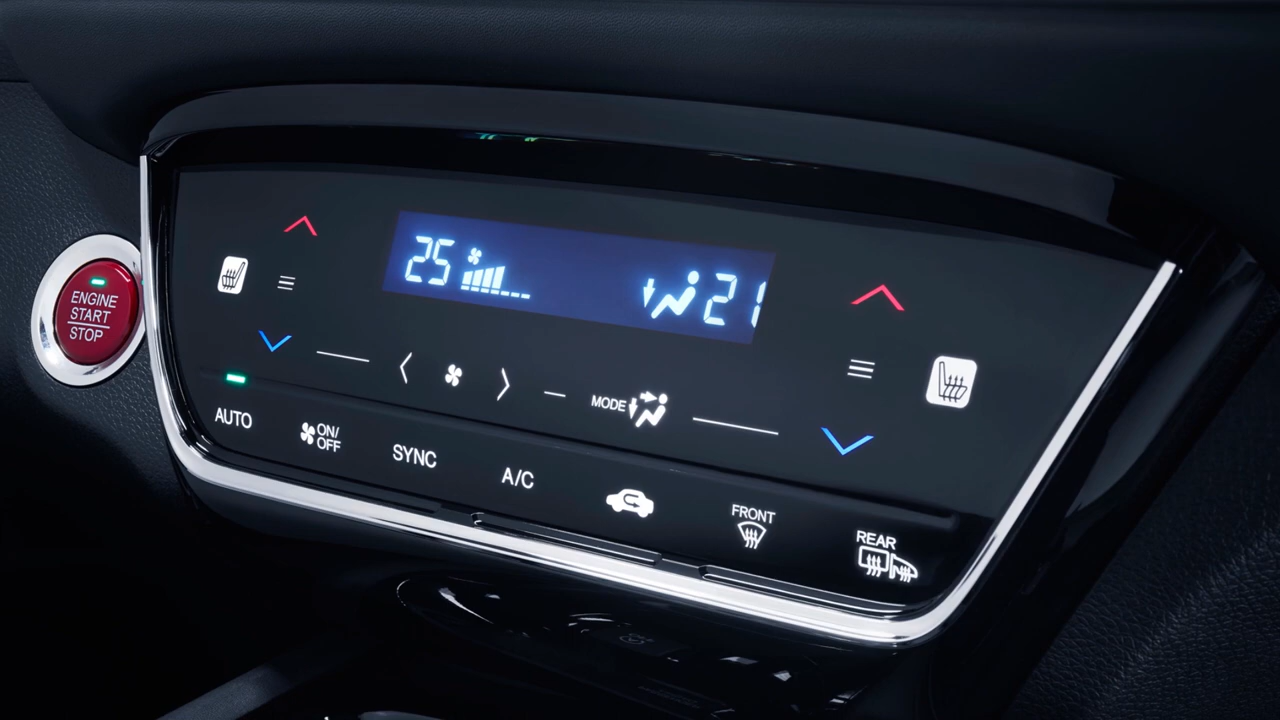 ENGINE
START
STOP
25
21
MODE
AUTO
ON/
OFF
SYNC
A/C
FRONT
REAR